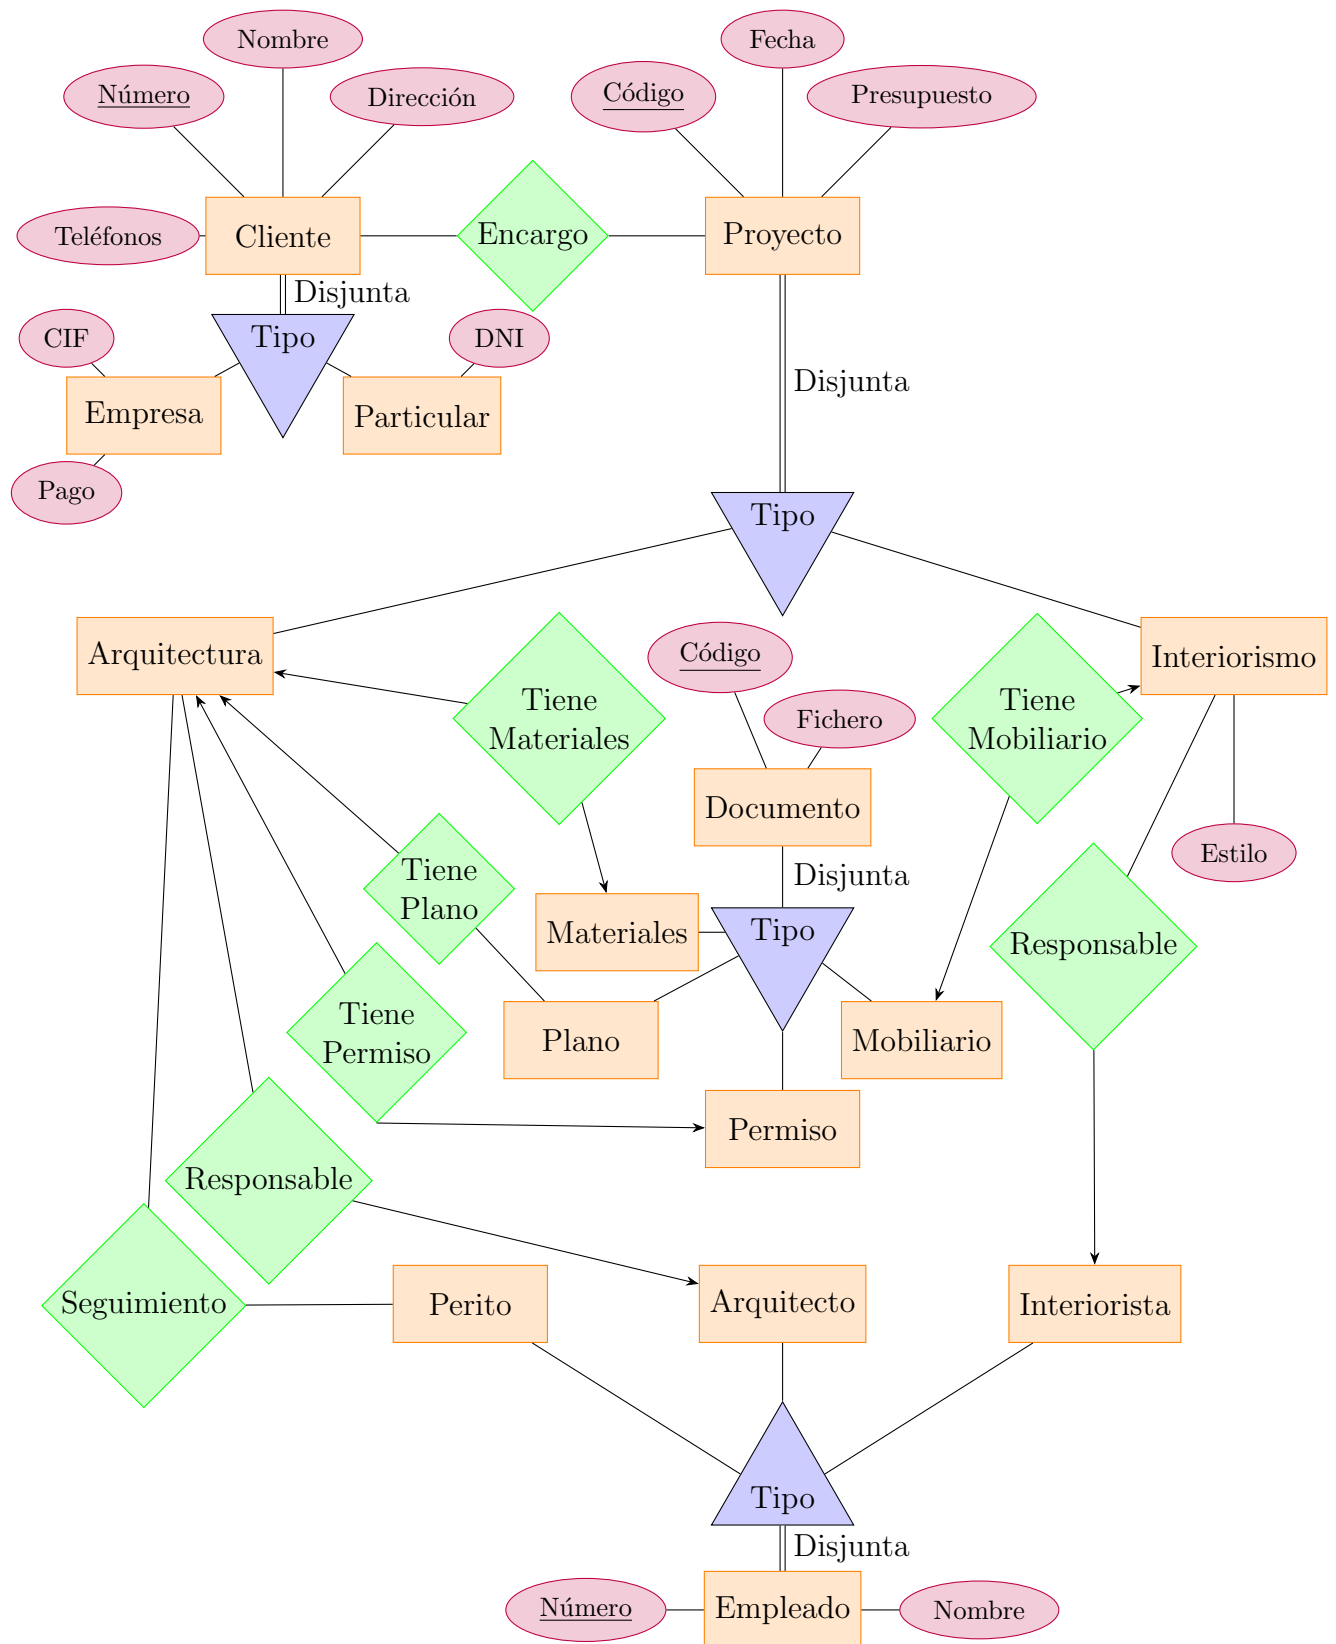 Nombre
Fecha
Número
Dirección
Código
Presupuesto
Teléfonos
Cliente
Encargo
Proyecto
Disjunta
CIF
Tipo
DNI
Disjunta
Empresa
Particular
Pago
Tipo
Arquitectura
Código
Interiorismo
Tiene
Materiales
Fichero
Tiene
Mobiliario
Documento
Estilo
Tiene
Plano
Disjunta
Materiales
Tipo
Responsable
Tiene
Permiso
Plano
Mobiliario
Permiso
Responsable
Seguimiento
Perito
Arquitecto
Interiorista
Tipo
Disjunta
Número
Empleado
Nombre